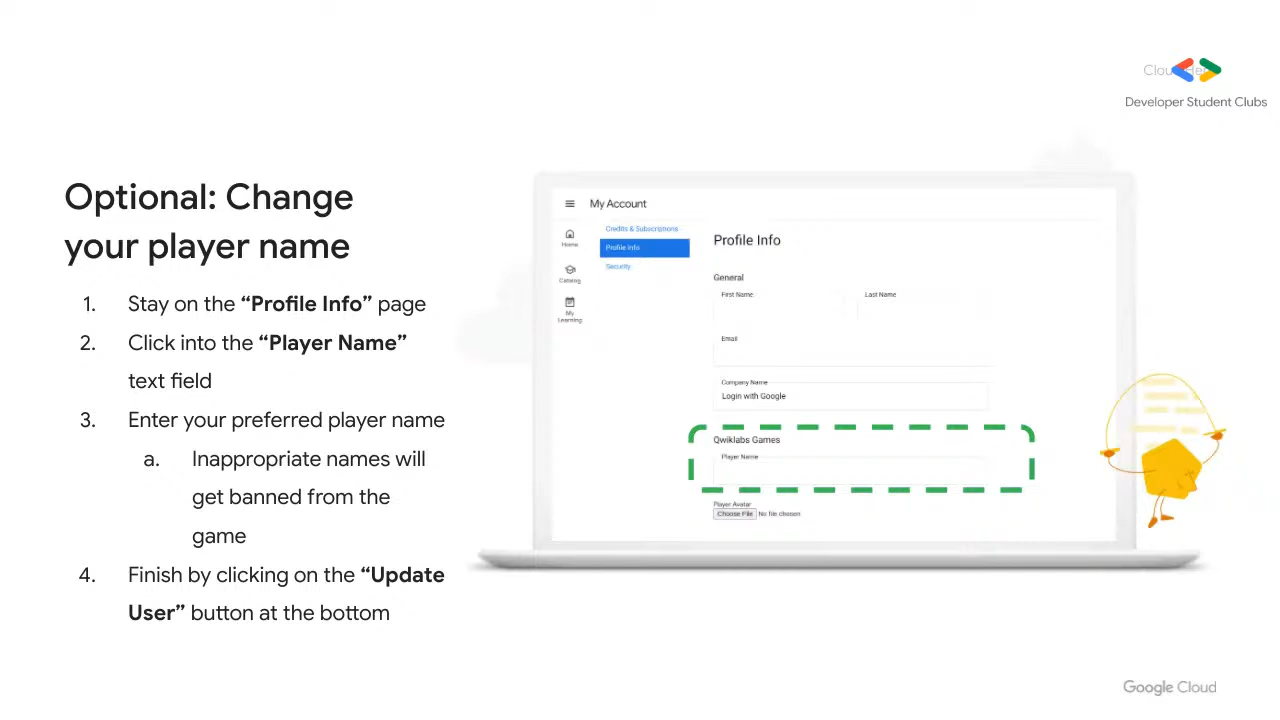 Developer Student Clubs
Optional: Change
your player name
1. Stay on the “Profile Info” page
2. Click into the “Player Name”
text field
3. Enter your preferred player name
a. Inappropriate names will
get banned from the
game
4. Finish by clicking on the “Update
User” button at the bottom
My Account
Home
Catalog
My
Learning
Credits & Subscriptions
Profile Info
Security
Profile Info
General
First Name
Last Name
Email
Company Name
Login with Google
Qwiklabs Games
Player Name
Player Avatar
Choose File No file chosen
Google Cloud